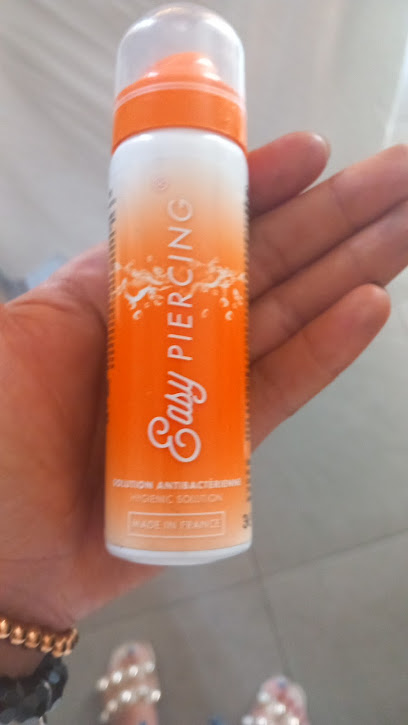 Easy PIERCING®
SOLUTION ANTIBACTÉRIENNE
HYGIENIC SOLUTION
MADE IN FRANCE